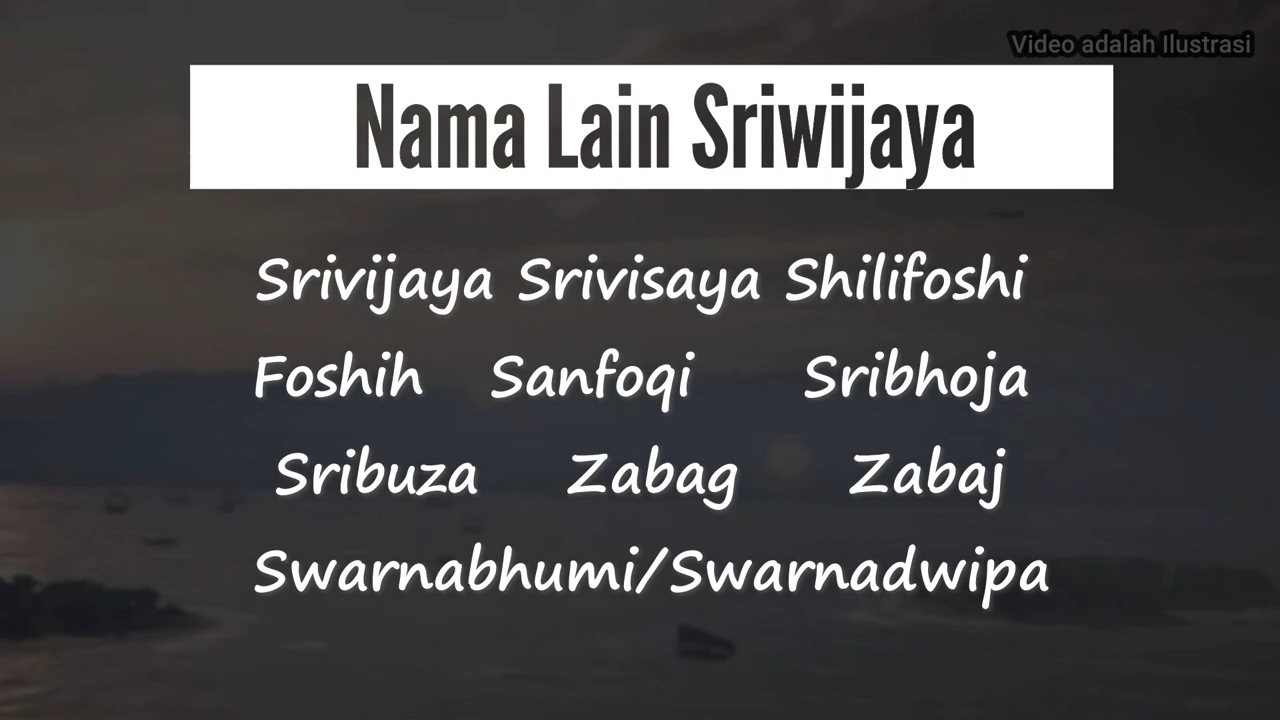 Video adalah Ilustrasi
Nama Lain Sriwijaya
Srivijaya Srivisaya Shilifoshi
Foshih Sanfoqi Sribhoja
Sribuza Zabag Zabaj
Swarnabhumi/Swarnadwipa